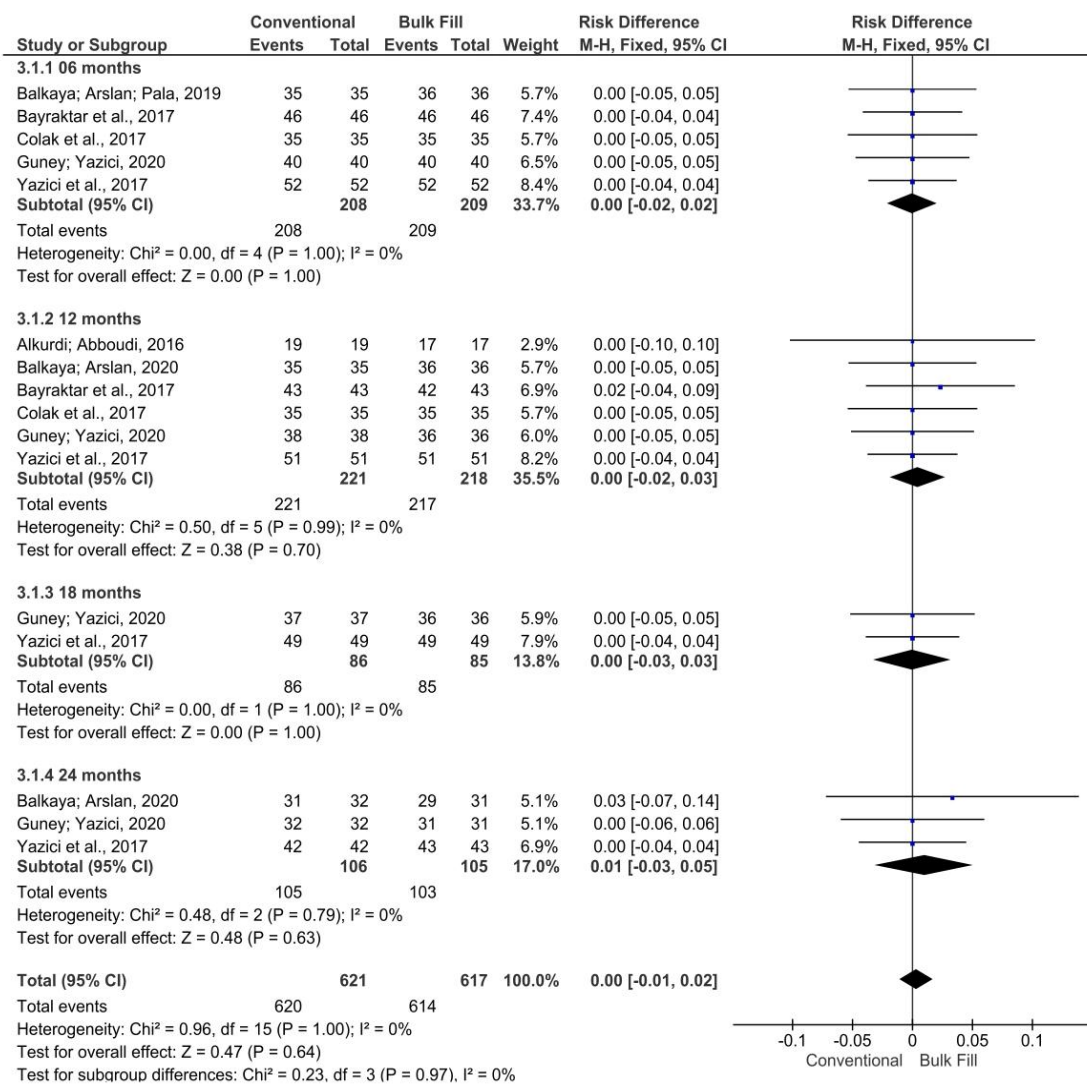 Conventional Bulk Fill Risk Difference Risk Difference
Study or Subgroup Events Total Events Total Weight M-H, Fixed, 95% CI M-H, Fixed, 95% CI
3.1.1 06 months
Balkaya; Arslan; Pala, 2019 35 35 36 36 5.7% 0.00 [-0.05, 0.05]
Bayraktar et al., 2017 46 46 46 46 7.4% 0.00 [-0.04, 0.04]
Colak et al., 2017 35 35 35 35 5.7% 0.00 [-0.05, 0.05]
Guney; Yazici, 2020 40 40 40 40 6.5% 0.00 [-0.05, 0.05]
Yazici et al., 2017 52 52 52 52 8.4% 0.00 [-0.04, 0.04]
Subtotal (95% CI) 208 209 33.7% 0.00 [-0.02, 0.02]
Total events 208 209
Heterogeneity: Chi² = 0.00, df = 4 (P = 1.00); I² = 0%
Test for overall effect: Z = 0.00 (P = 1.00)
3.1.2 12 months
Alkurdi; Abboudi, 2016 19 19 17 17 2.9% 0.00 [-0.10, 0.10]
Balkaya; Arslan, 2020 35 35 36 36 5.7% 0.00 [-0.05, 0.05]
Bayraktar et al., 2017 43 43 42 43 6.9% 0.02 [-0.04, 0.09]
Colak et al., 2017 35 35 35 35 5.7% 0.00 [-0.05, 0.05]
Guney; Yazici, 2020 38 38 36 36 6.0% 0.00 [-0.05, 0.05]
Yazici et al., 2017 51 51 51 51 8.2% 0.00 [-0.04, 0.04]
Subtotal (95% CI) 221 218 35.5% 0.00 [-0.02, 0.03]
Total events 221 217
Heterogeneity: Chi² = 0.50, df = 5 (P = 0.99); I² = 0%
Test for overall effect: Z = 0.38 (P = 0.70)
3.1.3 18 months
Guney; Yazici, 2020 37 37 36 36 5.9% 0.00 [-0.05, 0.05]
Yazici et al., 2017 49 49 49 49 7.9% 0.00 [-0.04, 0.04]
Subtotal (95% CI) 86 85 13.8% 0.00 [-0.03, 0.03]
Total events 86 85
Heterogeneity: Chi² = 0.00, df = 1 (P = 1.00); I² = 0%
Test for overall effect: Z = 0.00 (P = 1.00)
3.1.4 24 months
Balkaya; Arslan, 2020 31 32 29 31 5.1% 0.03 [-0.07, 0.14]
Guney; Yazici, 2020 32 32 31 31 5.1% 0.00 [-0.06, 0.06]
Yazici et al., 2017 42 42 43 43 6.9% 0.00 [-0.04, 0.04]
Subtotal (95% CI) 106 105 17.0% 0.01 [-0.03, 0.05]
Total events 105 103
Heterogeneity: Chi² = 0.48, df = 2 (P = 0.79); I² = 0%
Test for overall effect: Z = 0.48 (P = 0.63)
Total (95% CI) 621 617 100.0% 0.00 [-0.01, 0.02]
Total events 620 614
Heterogeneity: Chi² = 0.96, df = 15 (P = 1.00); I² = 0%
Test for overall effect: Z = 0.47 (P = 0.64)
Test for subgroup differences: Chi² = 0.23, df = 3 (P = 0.97), I² = 0%
-0.1 -0.05 0 0.05 0.1
Conventional Bulk Fill